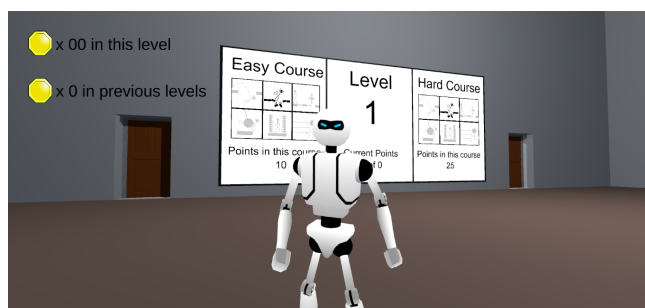 x 00 in this level
x 0 in previous levels
Easy Course
Points in this course
10
Level
1
Current Points
of 0
Hard Course
Points in this course
25